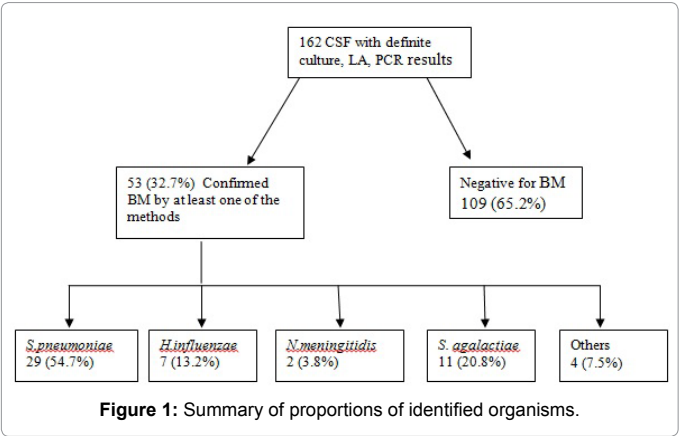 162 CSF with definite
culture, LA, PCR results
53 (32.7%) Confirmed
BM by at least one of the
methods
Negative for BM
109 (65.2%)
S.pneumoniae
29 (54.7%)
H.influenzae
7 (13.2%)
N.meningitidis
2 (3.8%)
S. agalactiae
11 (20.8%)
Others
4 (7.5%)
Figure 1: Summary of proportions of identified organisms.